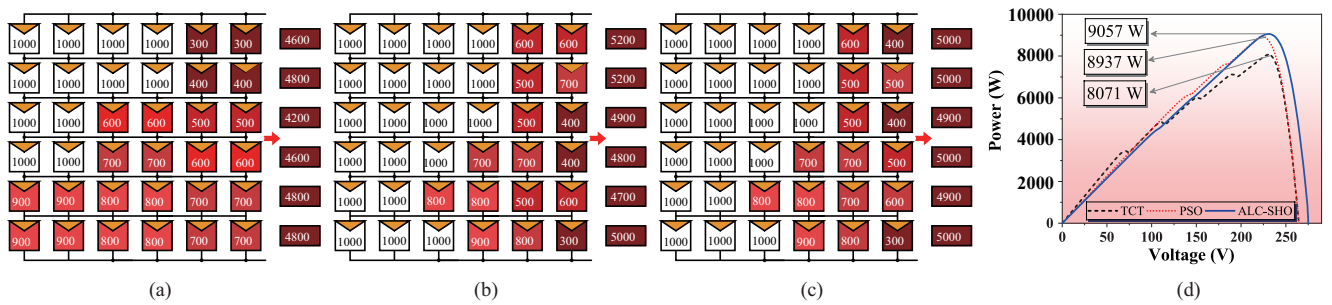 1000 1000 1000 1000 300 300 4600
1000 1000 1000 1000 400 400 4800
1000 1000 600 600 500 500 4200
1000 1000 700 700 600 600 4600
900 900 800 800 700 700 4800
900 900 800 800 700 700 4800
(a)
1000 1000 1000 1000 600 600 5200
1000 1000 1000 1000 500 700 5200
1000 1000 1000 1000 500 400 4900
1000 1000 1000 700 700 400 4800
1000 1000 800 800 500 600 4700
1000 1000 1000 900 800 300 5000
(b)
1000 1000 1000 1000 600 400 5000
1000 1000 1000 1000 500 500 5000
1000 1000 1000 1000 500 400 4900
1000 1000 1000 700 700 500 5000
1000 1000 800 800 700 600 4900
1000 1000 1000 900 800 300 5000
(c)
Power (W)
10000
8000
6000
4000
2000
0
9057 W
8937 W
8071 W
TCT PSO ALC-SHO
0 50 100 150 200 250
Voltage (V)
(d)